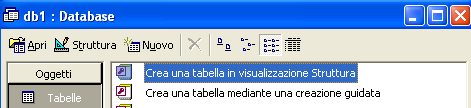 db1 : Database
Apri Struttura Nuovo
Oggetti
Crea una tabella in visualizzazione Struttura
Tabelle
Crea una tabella mediante una creazione guidata